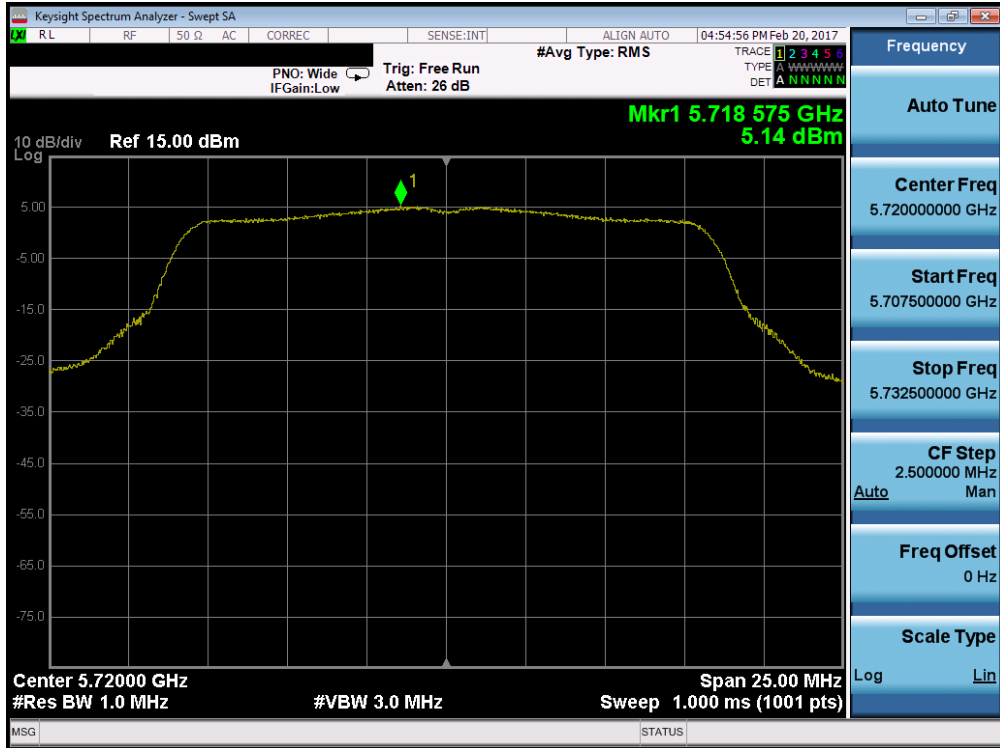 Keysight Spectrum Analyzer - Swept SA
LXI RL RF 50 Ω AC CORREC SENSE:INT ALIGN AUTO 04:54:56 PM Feb 20, 2017
PNO: Wide
IFGain:Low
Trig: Free Run
Atten: 26 dB
#Avg Type: RMS
TRACE 1 2 3 4 5 6
TYPE A WWWWW
DET A N N N N N
Mkr1 5.718 575 GHz
5.14 dBm
10 dB/div Ref 15.00 dBm
Log
1
5.00
-5.00
-15.0
-25.0
-35.0
-45.0
-55.0
-65.0
-75.0
Center 5.72000 GHz Span 25.00 MHz
#Res BW 1.0 MHz #VBW 3.0 MHz Sweep 1.000 ms (1001 pts)
MSG STATUS
Frequency
Auto Tune
Center Freq
5.720000000 GHz
Start Freq
5.707500000 GHz
Stop Freq
5.732500000 GHz
CF Step
2.500000 MHz
Auto Man
Freq Offset
0 Hz
Scale Type
Log Lin